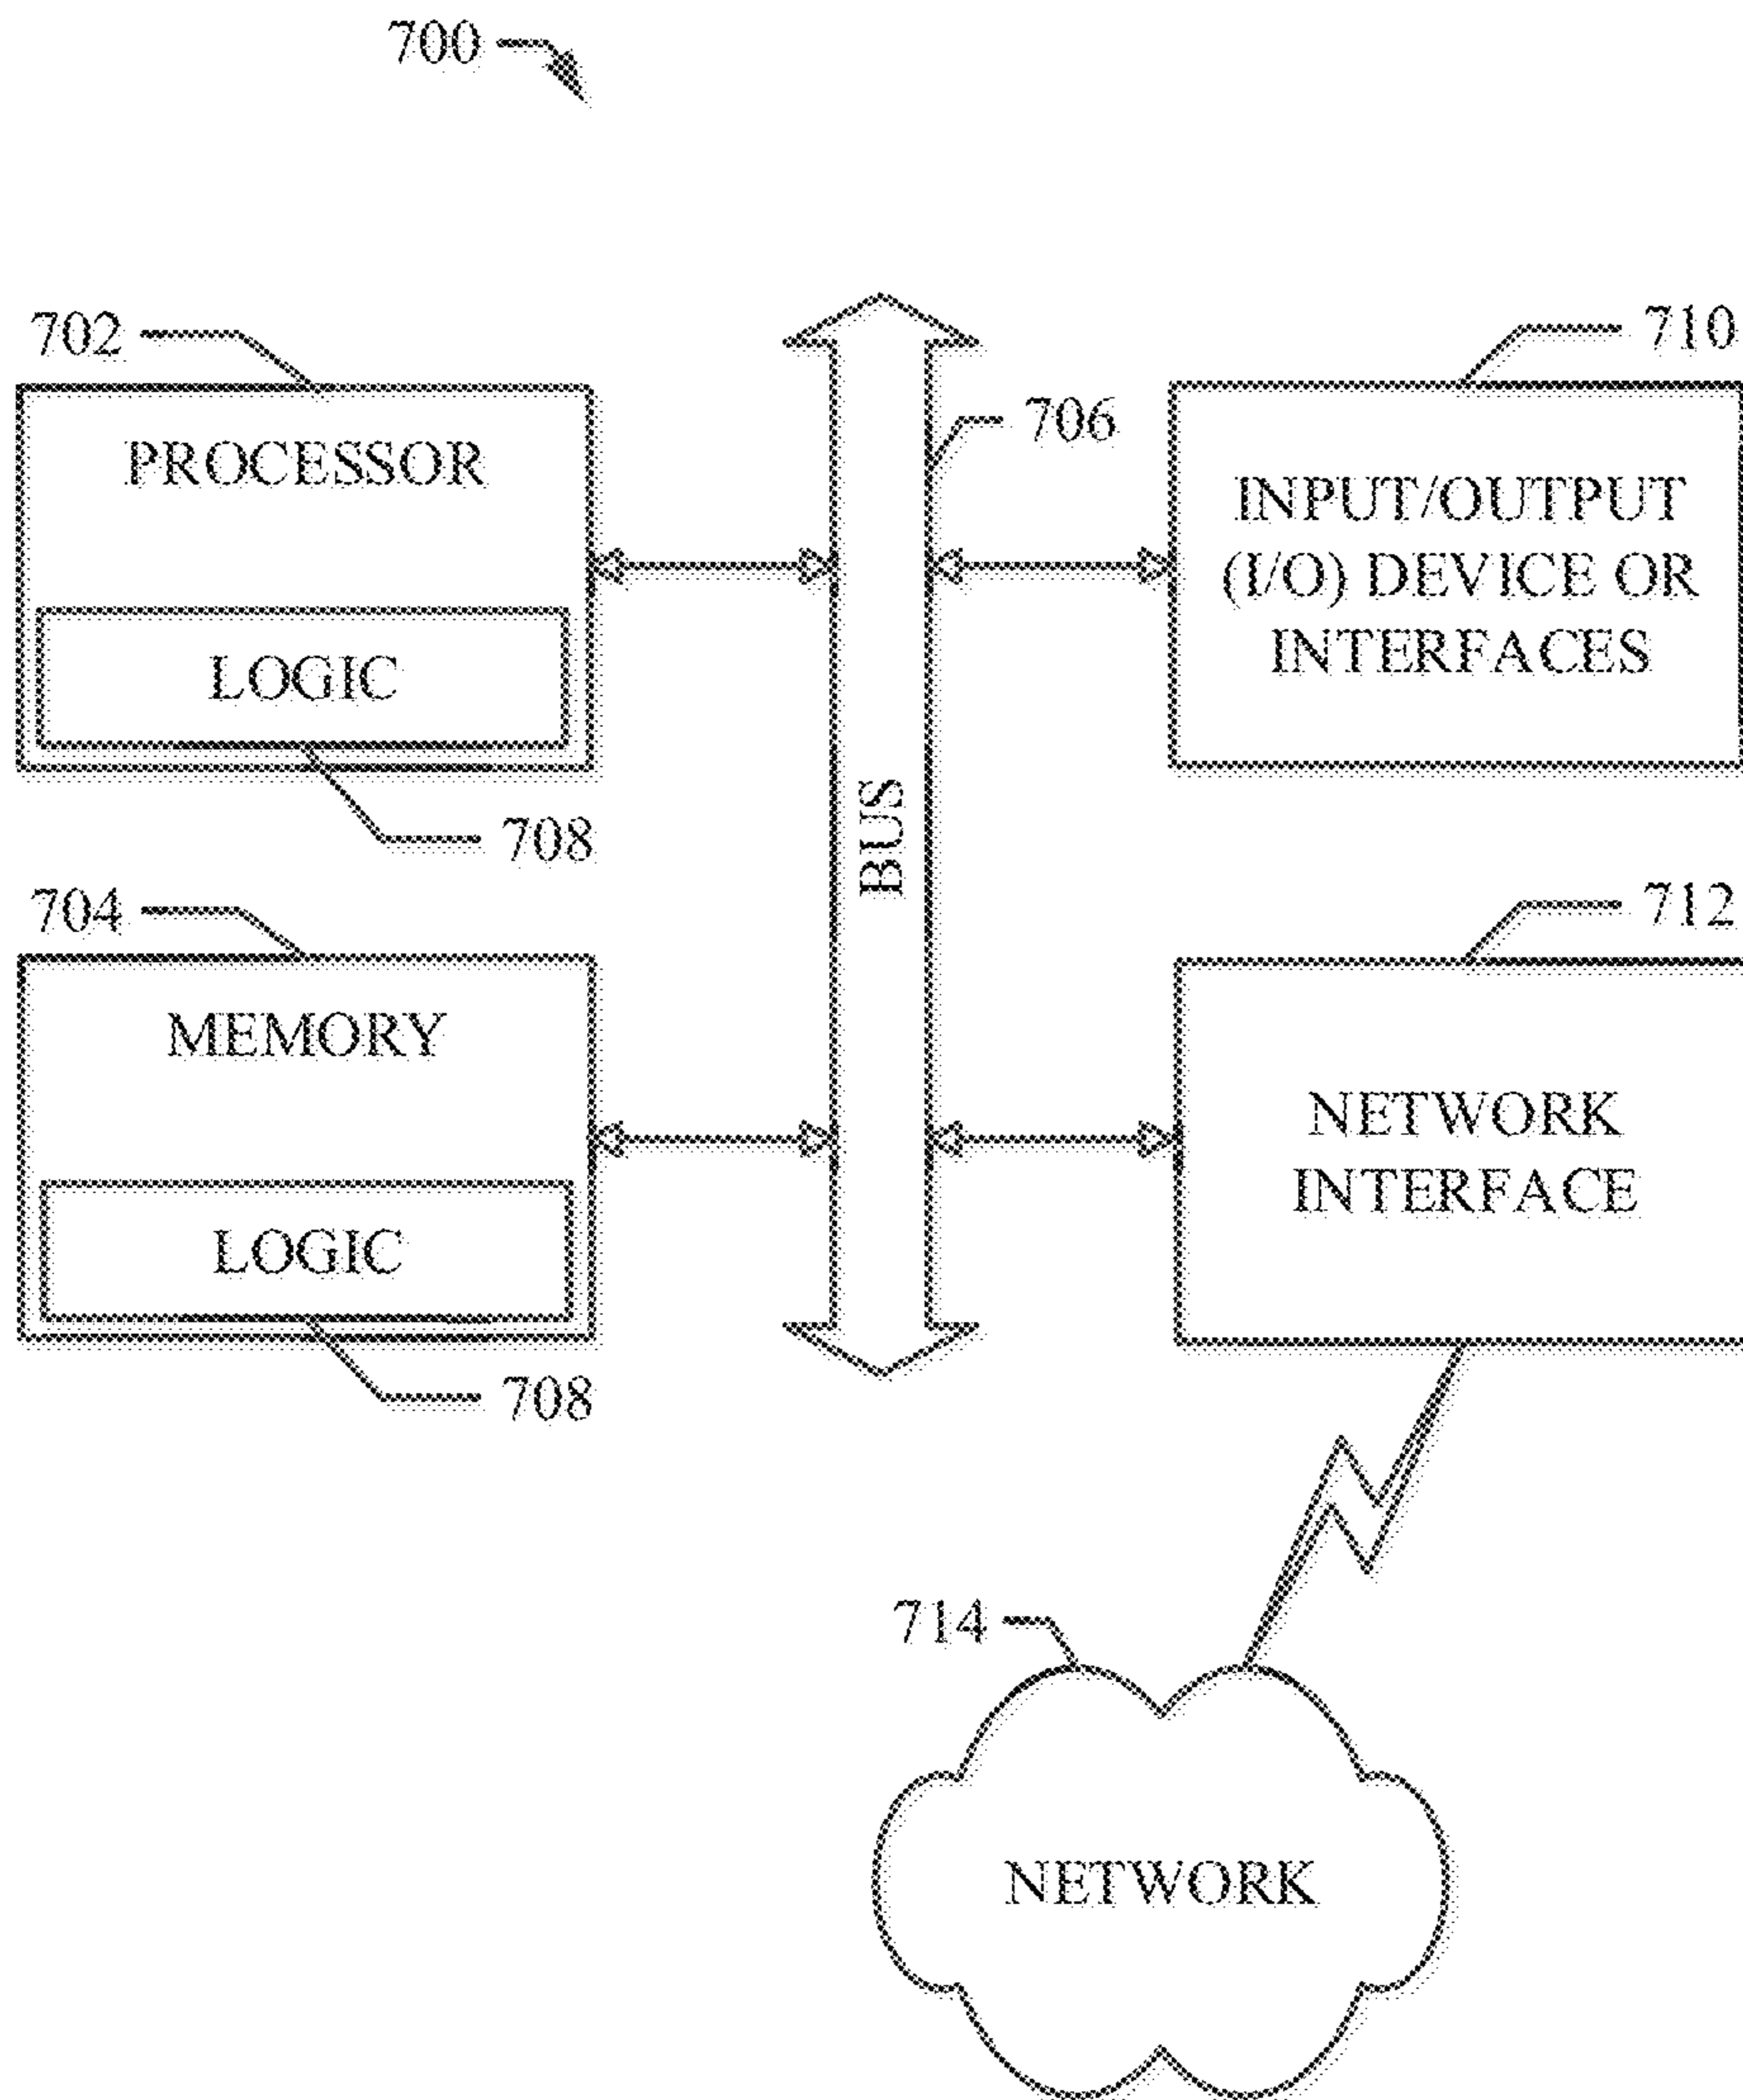 700
702
710
706
PROCESSOR
INPUT/OUTPUT
(I/O) DEVICE OR
INTERFACES
LOGIC
708
BUS
704
712
MEMORY
NETWORK
INTERFACE
LOGIC
708
714
NETWORK